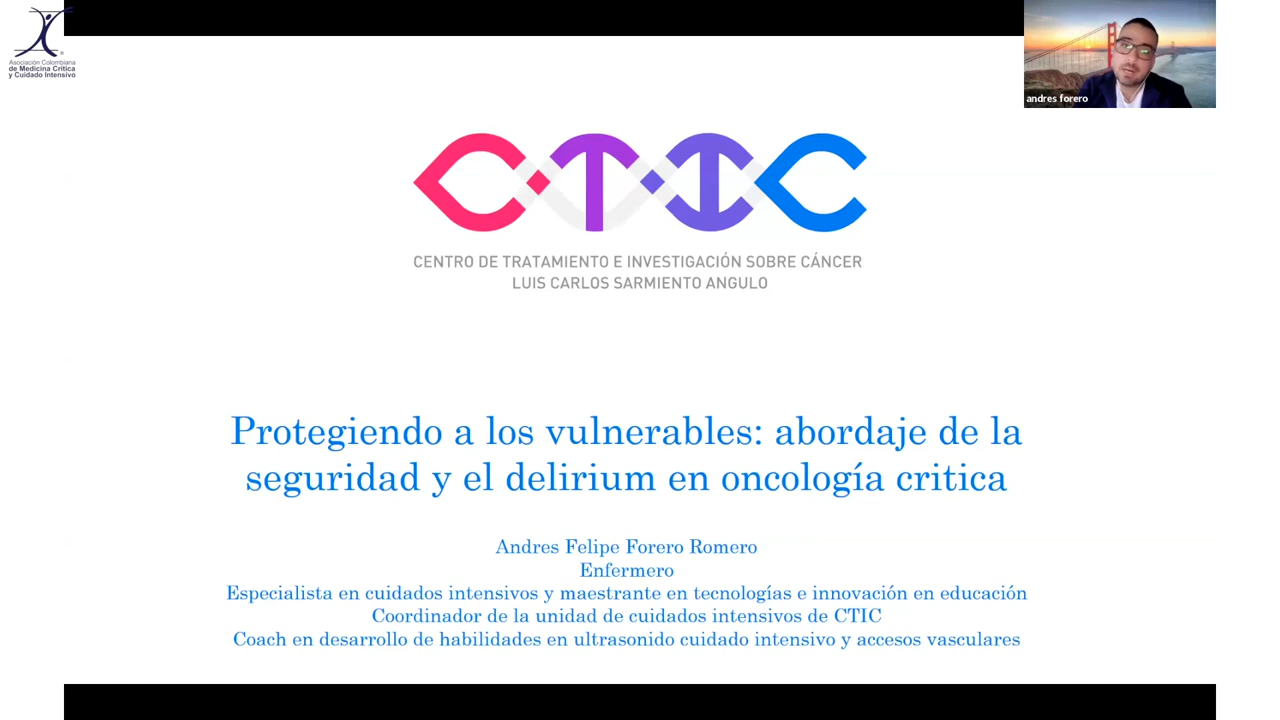 Asociación Colombiana
de Medicina Crítica
y Cuidado Intensivo
andres forero
CTIC
CENTRO DE TRATAMIENTO E INVESTIGACIÓN SOBRE CÁNCER
LUIS CARLOS SARMIENTO ANGULO
Protegiendo a los vulnerables: abordaje de la
seguridad y el delirium en oncología critica
Andres Felipe Forero Romero
Enfermero
Especialista en cuidados intensivos y maestrante en tecnologías e innovación en educación
Coordinador de la unidad de cuidados intensivos de CTIC
Coach en desarrollo de habilidades en ultrasonido cuidado intensivo y accesos vasculares